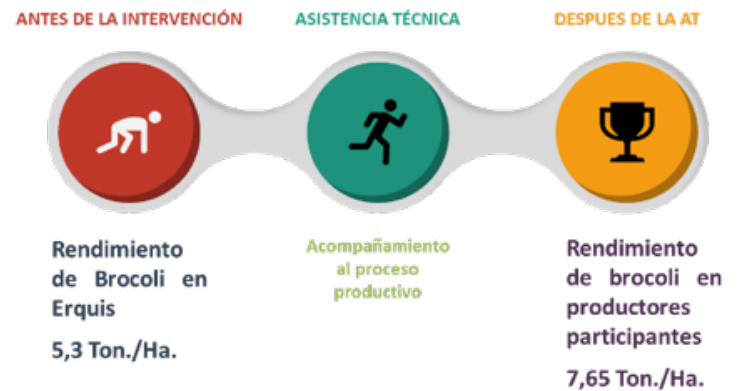 ANTES DE LA INTERVENCIÓN
ASISTENCIA TÉCNICA
DESPUES DE LA AT
Rendimiento
de Brocoli en
Erquis
5,3 Ton./Ha.
Acompañamiento
al proceso
productivo
Rendimiento
de brocoli en
productores
participantes
7,65 Ton./Ha.